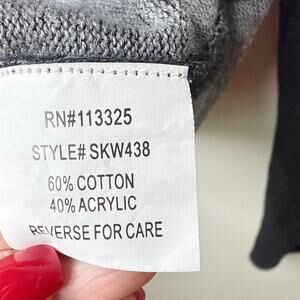 RN#113325
STYLE# SKW438
60% COTTON
40% ACRYLIC
REVERSE FOR CARE